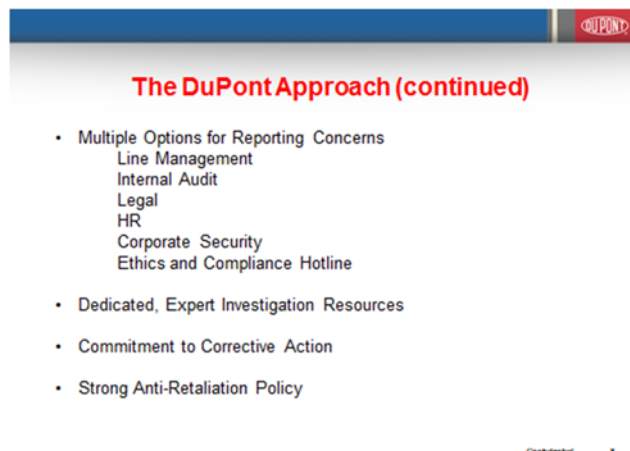 DUPONT
The DuPont Approach (continued)
• Multiple Options for Reporting Concerns
Line Management
Internal Audit
Legal
HR
Corporate Security
Ethics and Compliance Hotline
• Dedicated, Expert Investigation Resources
• Commitment to Corrective Action
• Strong Anti-Retaliation Policy